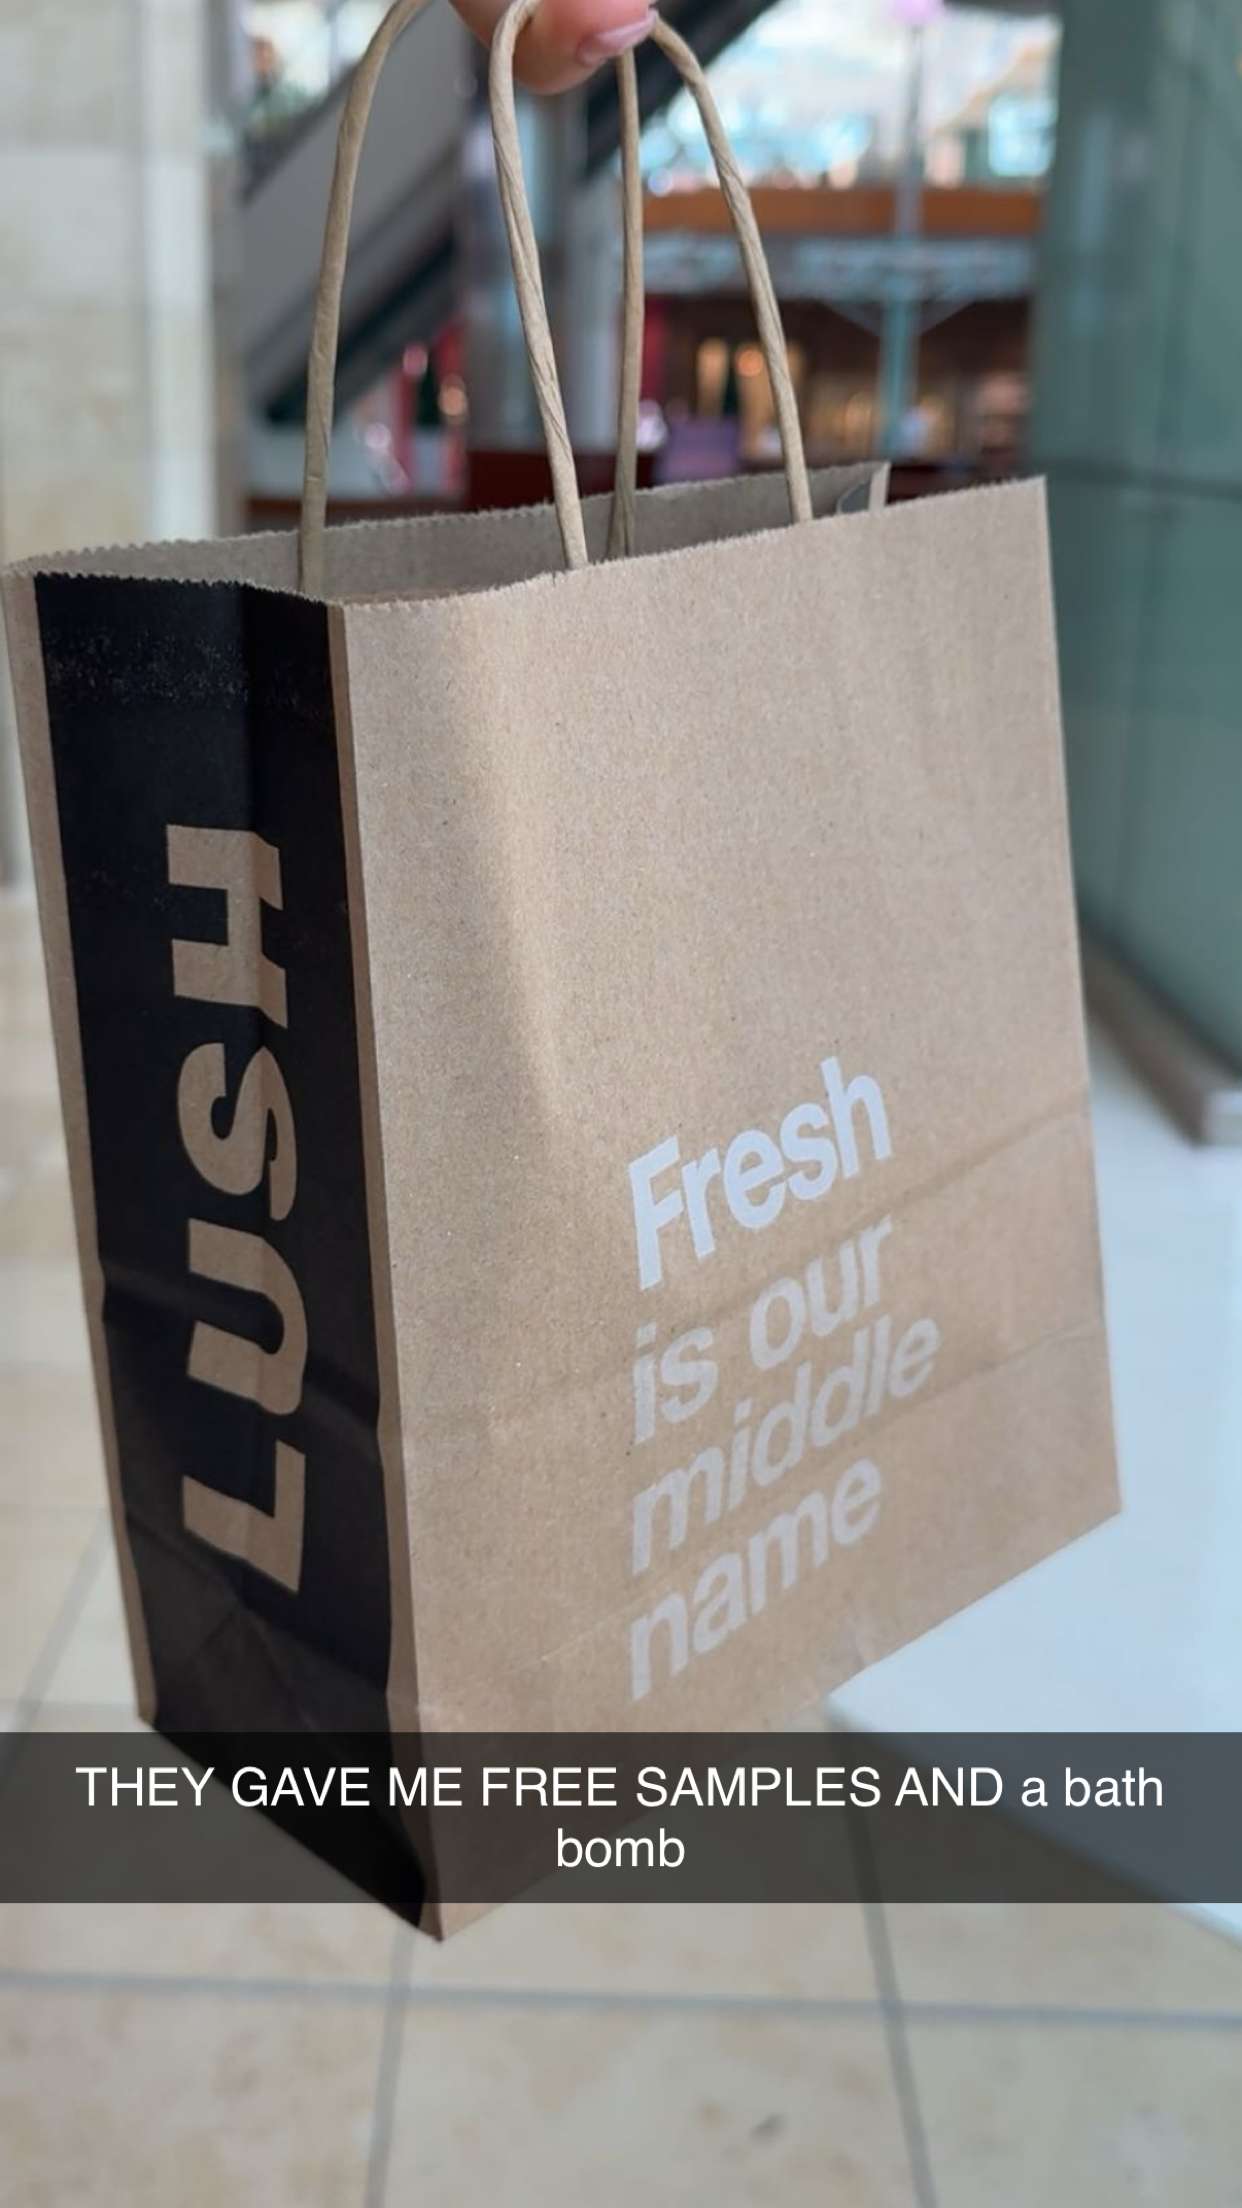 LUSH
Fresh
is our
middle
name
THEY GAVE ME FREE SAMPLES AND a bath
bomb